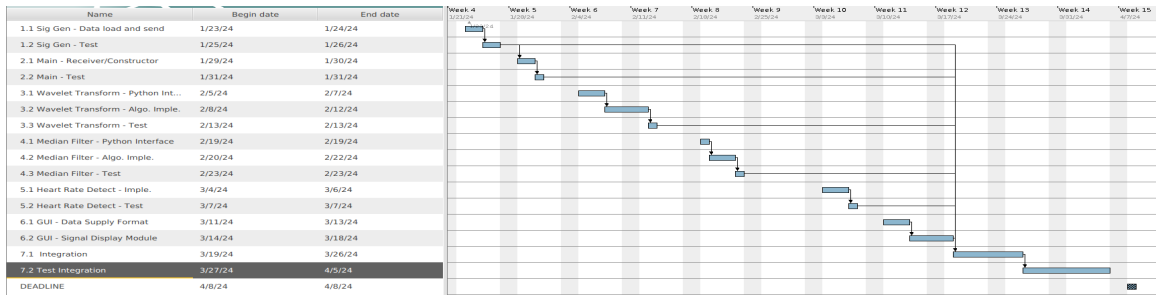 Name Begin date End date
1.1 Sig Gen - Data load and send 1/23/24 1/24/24
1.2 Sig Gen - Test 1/25/24 1/26/24
2.1 Main - Receiver/Constructor 1/29/24 1/30/24
2.2 Main - Test 1/31/24 1/31/24
3.1 Wavelet Transform - Python Int... 2/5/24 2/7/24
3.2 Wavelet Transform - Algo. Imple. 2/8/24 2/12/24
3.3 Wavelet Transform - Test 2/13/24 2/13/24
4.1 Median Filter - Python Interface 2/19/24 2/19/24
4.2 Median Filter - Algo. Imple. 2/20/24 2/22/24
4.3 Median Filter - Test 2/23/24 2/23/24
5.1 Heart Rate Detect - Imple. 3/4/24 3/6/24
5.2 Heart Rate Detect - Test 3/7/24 3/7/24
6.1 GUI - Data Supply Format 3/11/24 3/13/24
6.2 GUI - Signal Display Module 3/14/24 3/18/24
7.1 Integration 3/19/24 3/26/24
7.2 Test Integration 3/27/24 4/5/24
DEADLINE 4/8/24 4/8/24
Week 4 Week 5 Week 6 Week 7 Week 8 Week 9 Week 10 Week 11 Week 12 Week 13 Week 14 Week 15
1/21/24 1/28/24 2/4/24 2/11/24 2/18/24 2/25/24 3/3/24 3/10/24 3/17/24 3/24/24 3/31/24 4/7/24